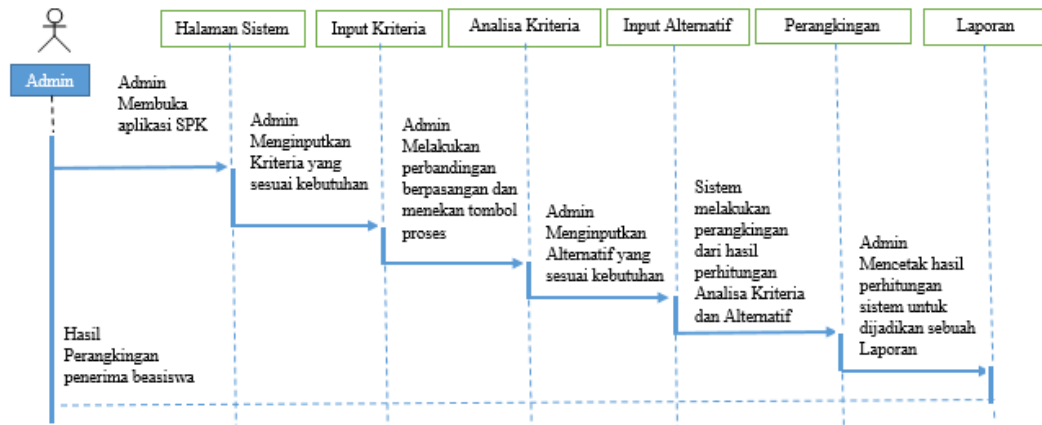 Halaman Sistem
Input Kriteria
Analisa Kriteria
Input Alternatif
Perangkingan
Laporan
Admin
Admin
Membuka
aplikasi SPK
Admin
Menginputkan
Kriteria yang
sesuai kebutuhan
Admin
Melakukan
perbandingan
berpasangan dan
menekan tombol
proses
Admin
Menginputkan
Alternatif yang
sesuai kebutuhan
Sistem
melakukan
perangkingan
dari hasil
perhitungan
Analisa Kriteria
dan Alternatif
Admin
Mencetak hasil
perhitungan
sistem untuk
dijadikan sebuah
Laporan
Hasil
Perangkingan
penerima beasiswa